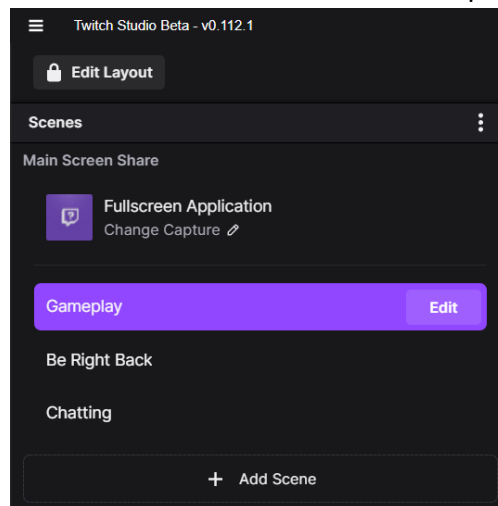 Twitch Studio Beta - v0.112.1
Edit Layout
Scenes
Main Screen Share
Fullscreen Application
Change Capture
Gameplay
Edit
Be Right Back
Chatting
+ Add Scene